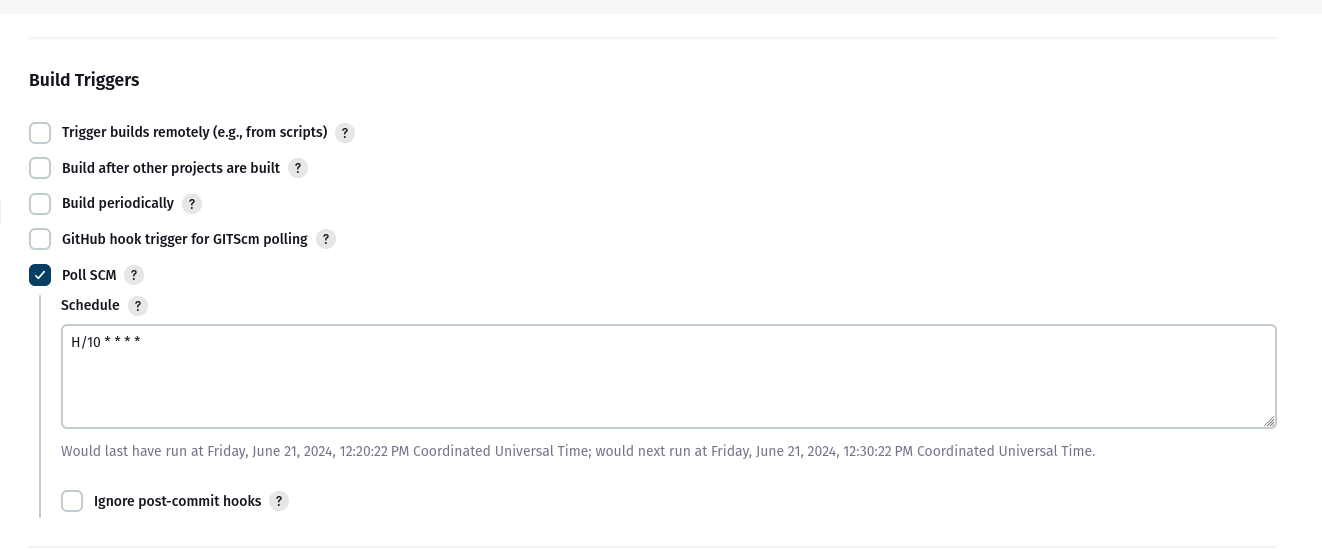 Build Triggers
Trigger builds remotely (e.g., from scripts) ?
Build after other projects are built ?
Build periodically ?
GitHub hook trigger for GITScm polling ?
Poll SCM ?
Schedule ?
H/10 * * * *
Would last have run at Friday, June 21, 2024, 12:20:22 PM Coordinated Universal Time; would next run at Friday, June 21, 2024, 12:30:22 PM Coordinated Universal Time.
Ignore post-commit hooks ?